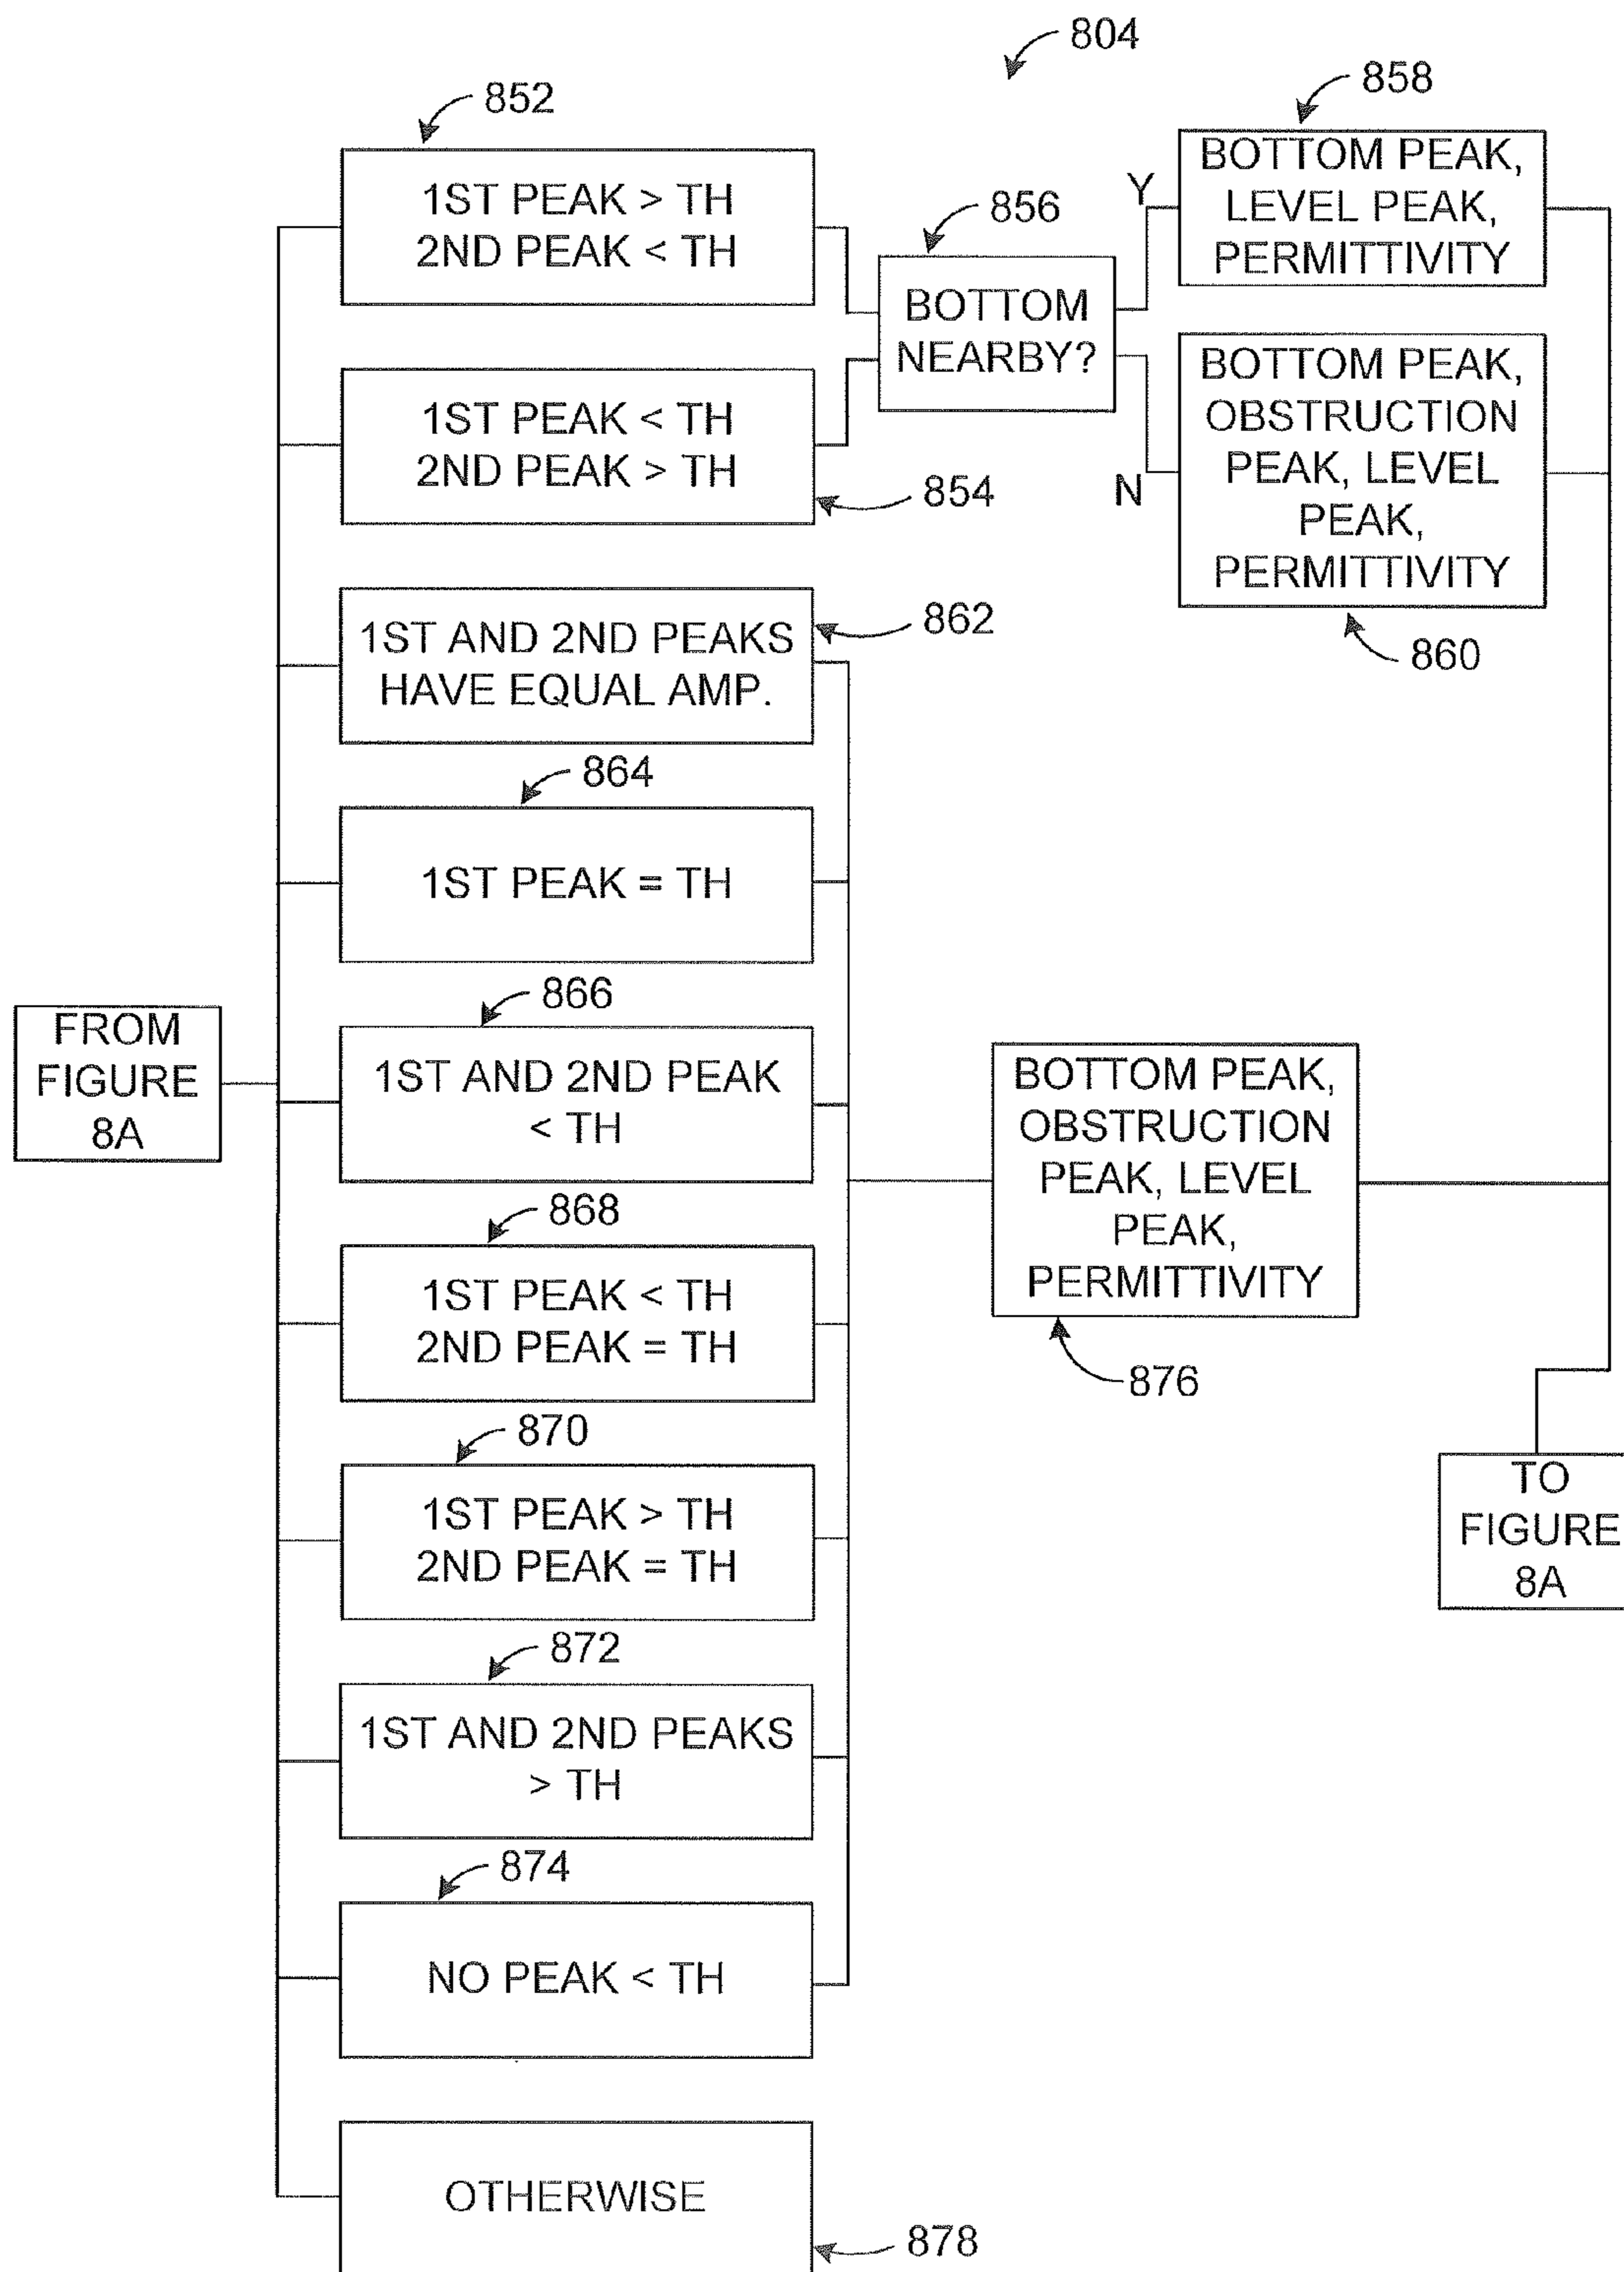 804
852
1ST PEAK > TH
2ND PEAK < TH
858
BOTTOM PEAK,
LEVEL PEAK,
PERMITTIVITY
856
BOTTOM
NEARBY?
Y
N
1ST PEAK < TH
2ND PEAK > TH
854
BOTTOM PEAK,
OBSTRUCTION
PEAK, LEVEL
PEAK,
PERMITTIVITY
860
1ST AND 2ND PEAKS
HAVE EQUAL AMP.
862
864
1ST PEAK = TH
FROM
FIGURE
8A
866
1ST AND 2ND PEAK
< TH
BOTTOM PEAK,
OBSTRUCTION
PEAK, LEVEL
PEAK,
PERMITTIVITY
876
868
1ST PEAK < TH
2ND PEAK = TH
870
1ST PEAK > TH
2ND PEAK = TH
TO
FIGURE
8A
872
1ST AND 2ND PEAKS
> TH
874
NO PEAK < TH
OTHERWISE
878